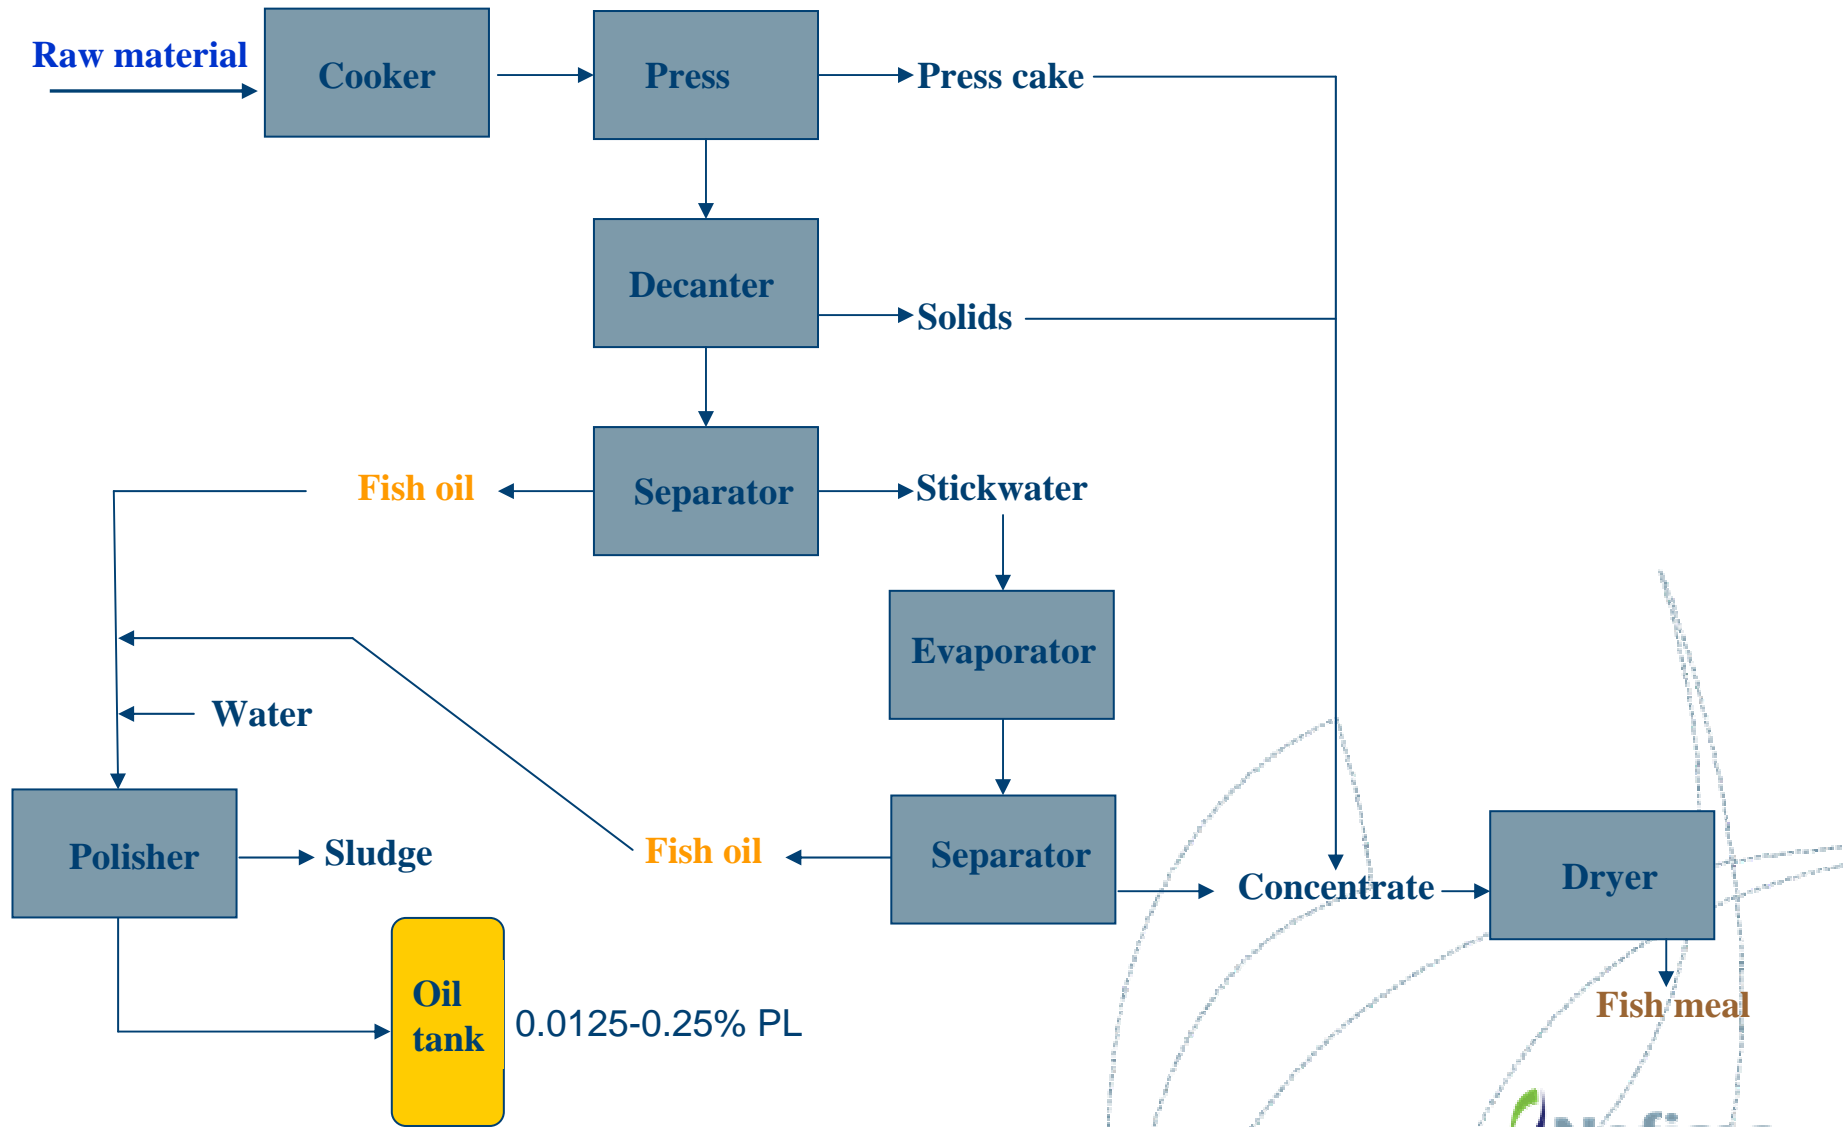 Raw material
Cooker
Press
Press cake
Decanter
Solids
Fish oil
Separator
Stickwater
Evaporator
Water
Polisher
Sludge
Fish oil
Separator
Concentrate
Dryer
Oil
tank
0.0125-0.25% PL
Fish meal